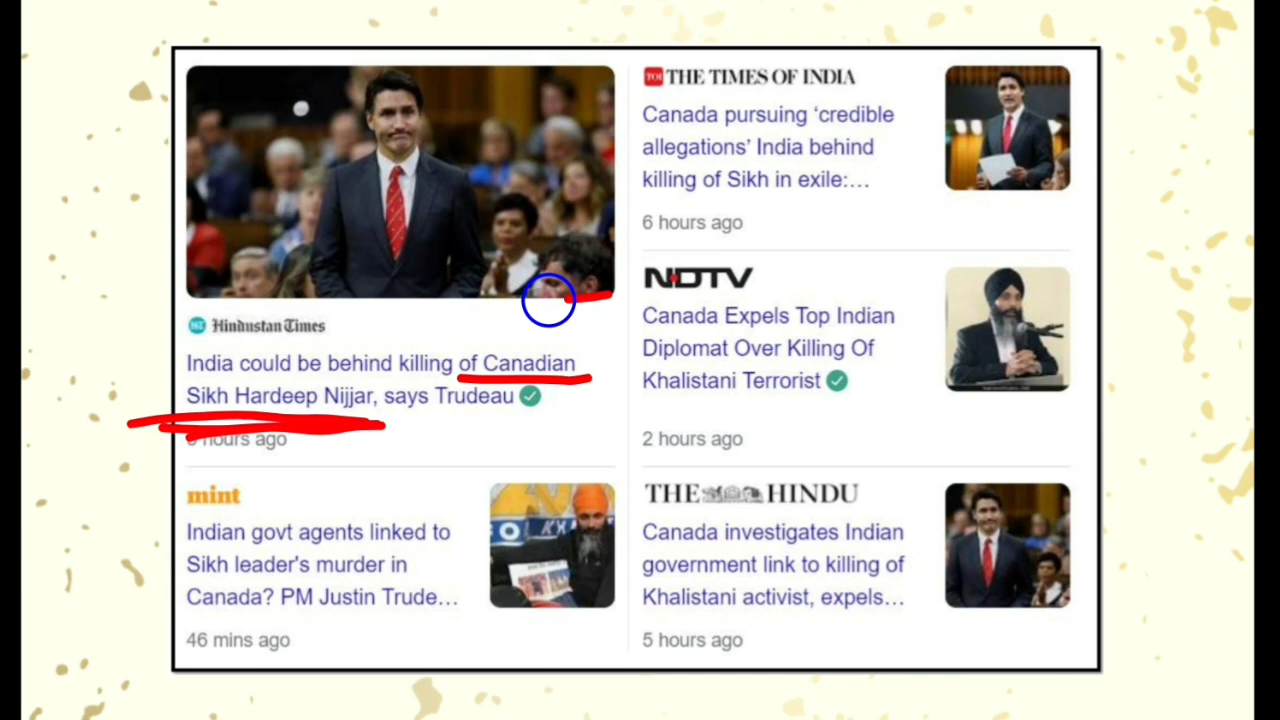 Hindustan Times
India could be behind killing of Canadian
Sikh Hardeep Nijjar, says Trudeau
hours ago
mint
Indian govt agents linked to
Sikh leader's murder in
Canada? PM Justin Trude...
46 mins ago
TOI THE TIMES OF INDIA
Canada pursuing ‘credible
allegations’ India behind
killing of Sikh in exile:...
6 hours ago
NDTV
Canada Expels Top Indian
Diplomat Over Killing Of
Khalistani Terrorist
2 hours ago
THE HINDU
Canada investigates Indian
government link to killing of
Khalistani activist, expels...
5 hours ago